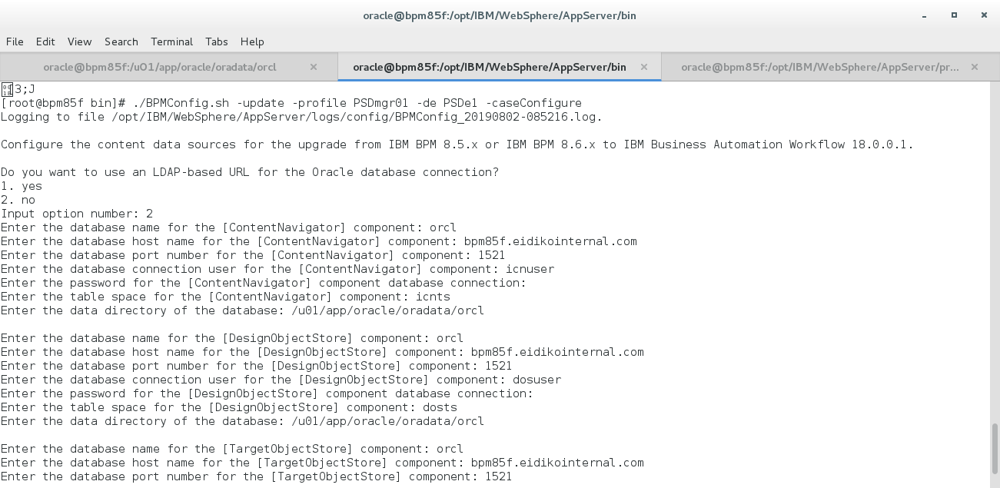 oracle@bpm85f:/opt/IBM/WebSphere/AppServer/bin
File Edit View Search Terminal Tabs Help
oracle@bpm85f:/u01/app/oracle/oradata/orcl
oracle@bpm85f:/opt/IBM/WebSphere/AppServer/bin
oracle@bpm85f:/opt/IBM/WebSphere/AppServer/pr...
3;J
[root@bpm85f bin]# ./BPMConfig.sh -update -profile PSDmgr01 -de PSDe1 -caseConfigure
Logging to file /opt/IBM/WebSphere/AppServer/logs/config/BPMConfig_20190802-085216.log.
Configure the content data sources for the upgrade from IBM BPM 8.5.x or IBM BPM 8.6.x to IBM Business Automation Workflow 18.0.0.1.
Do you want to use an LDAP-based URL for the Oracle database connection?
1. yes
2. no
Input option number: 2
Enter the database name for the [ContentNavigator] component: orcl
Enter the database host name for the [ContentNavigator] component: bpm85f.eidikointernal.com
Enter the database port number for the [ContentNavigator] component: 1521
Enter the database connection user for the [ContentNavigator] component: icnuser
Enter the password for the [ContentNavigator] component database connection:
Enter the table space for the [ContentNavigator] component: icnts
Enter the data directory of the database: /u01/app/oracle/oradata/orcl
Enter the database name for the [DesignObjectStore] component: orcl
Enter the database host name for the [DesignObjectStore] component: bpm85f.eidikointernal.com
Enter the database port number for the [DesignObjectStore] component: 1521
Enter the database connection user for the [DesignObjectStore] component: dosuser
Enter the password for the [DesignObjectStore] component database connection:
Enter the table space for the [DesignObjectStore] component: dosts
Enter the data directory of the database: /u01/app/oracle/oradata/orcl
Enter the database name for the [TargetObjectStore] component: orcl
Enter the database host name for the [TargetObjectStore] component: bpm85f.eidikointernal.com
Enter the database port number for the [TargetObjectStore] component: 1521